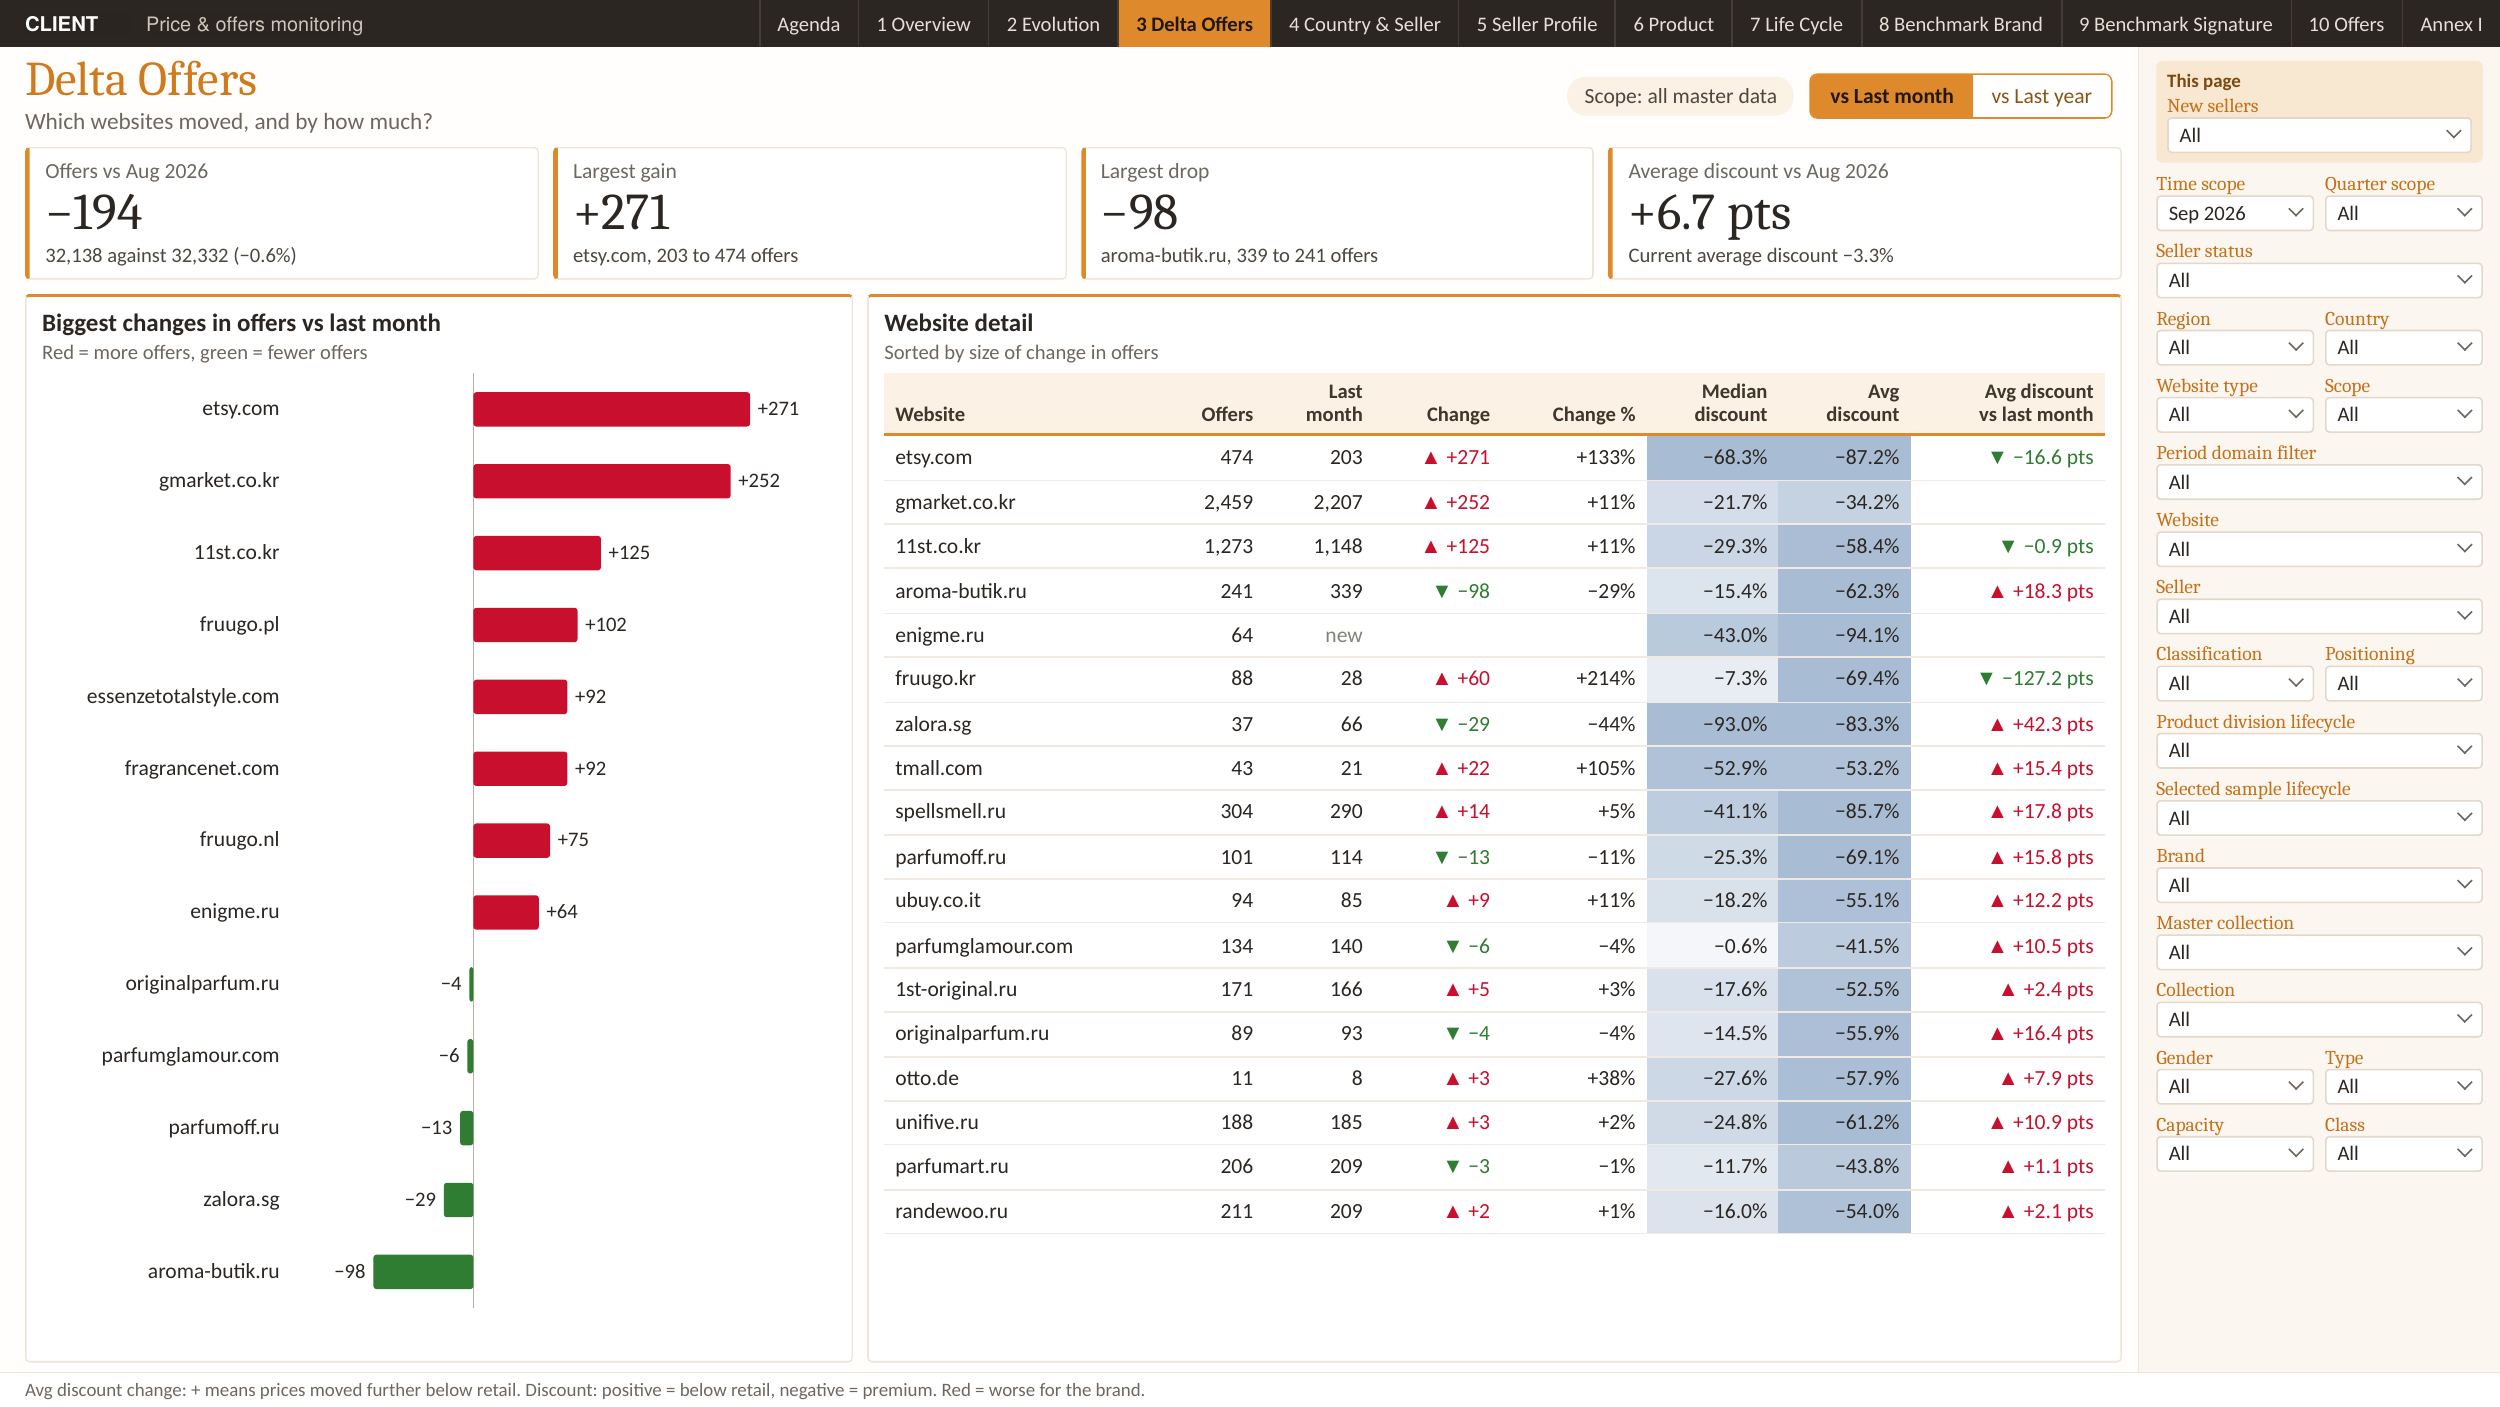 CLIENT Price & offers monitoring Agenda 1 Overview 2 Evolution 3 Delta Offers 4 Country & Seller 5 Seller Profile 6 Product 7 Life Cycle 8 Benchmark Brand 9 Benchmark Signature 10 Offers Annex I
Delta Offers
Which websites moved, and by how much?
Scope: all master data vs Last month vs Last year
Offers vs Aug 2026
−194
32,138 against 32,332 (−0.6%)
Largest gain
+271
etsy.com, 203 to 474 offers
Largest drop
−98
aroma-butik.ru, 339 to 241 offers
Average discount vs Aug 2026
+6.7 pts
Current average discount −3.3%
Biggest changes in offers vs last month
Red = more offers, green = fewer offers
etsy.com +271
gmarket.co.kr +252
11st.co.kr +125
fruugo.pl +102
essenzetotalstyle.com +92
fragrancenet.com +92
fruugo.nl +75
enigme.ru +64
originalparfum.ru −4
parfumglamour.com −6
parfumoff.ru −13
zalora.sg −29
aroma-butik.ru −98
Website detail
Sorted by size of change in offers
Website Offers Last month Change Change % Median discount Avg discount Avg discount vs last month
etsy.com 474 203 ▲ +271 +133% −68.3% −87.2% ▼ −16.6 pts
gmarket.co.kr 2,459 2,207 ▲ +252 +11% −21.7% −34.2%
11st.co.kr 1,273 1,148 ▲ +125 +11% −29.3% −58.4% ▼ −0.9 pts
aroma-butik.ru 241 339 ▼ −98 −29% −15.4% −62.3% ▲ +18.3 pts
enigme.ru 64 new −43.0% −94.1%
fruugo.kr 88 28 ▲ +60 +214% −7.3% −69.4% ▼ −127.2 pts
zalora.sg 37 66 ▼ −29 −44% −93.0% −83.3% ▲ +42.3 pts
tmall.com 43 21 ▲ +22 +105% −52.9% −53.2% ▲ +15.4 pts
spellsmell.ru 304 290 ▲ +14 +5% −41.1% −85.7% ▲ +17.8 pts
parfumoff.ru 101 114 ▼ −13 −11% −25.3% −69.1% ▲ +15.8 pts
ubuy.co.it 94 85 ▲ +9 +11% −18.2% −55.1% ▲ +12.2 pts
parfumglamour.com 134 140 ▼ −6 −4% −0.6% −41.5% ▲ +10.5 pts
1st-original.ru 171 166 ▲ +5 +3% −17.6% −52.5% ▲ +2.4 pts
originalparfum.ru 89 93 ▼ −4 −4% −14.5% −55.9% ▲ +16.4 pts
otto.de 11 8 ▲ +3 +38% −27.6% −57.9% ▲ +7.9 pts
unifive.ru 188 185 ▲ +3 +2% −24.8% −61.2% ▲ +10.9 pts
parfumart.ru 206 209 ▼ −3 −1% −11.7% −43.8% ▲ +1.1 pts
randewoo.ru 211 209 ▲ +2 +1% −16.0% −54.0% ▲ +2.1 pts
This page
New sellers
All
Time scope Quarter scope
Sep 2026 All
Seller status
All
Region Country
All All
Website type Scope
All All
Period domain filter
All
Website
All
Seller
All
Classification Positioning
All All
Product division lifecycle
All
Selected sample lifecycle
All
Brand
All
Master collection
All
Collection
All
Gender Type
All All
Capacity Class
All All
Avg discount change: + means prices moved further below retail. Discount: positive = below retail, negative = premium. Red = worse for the brand.